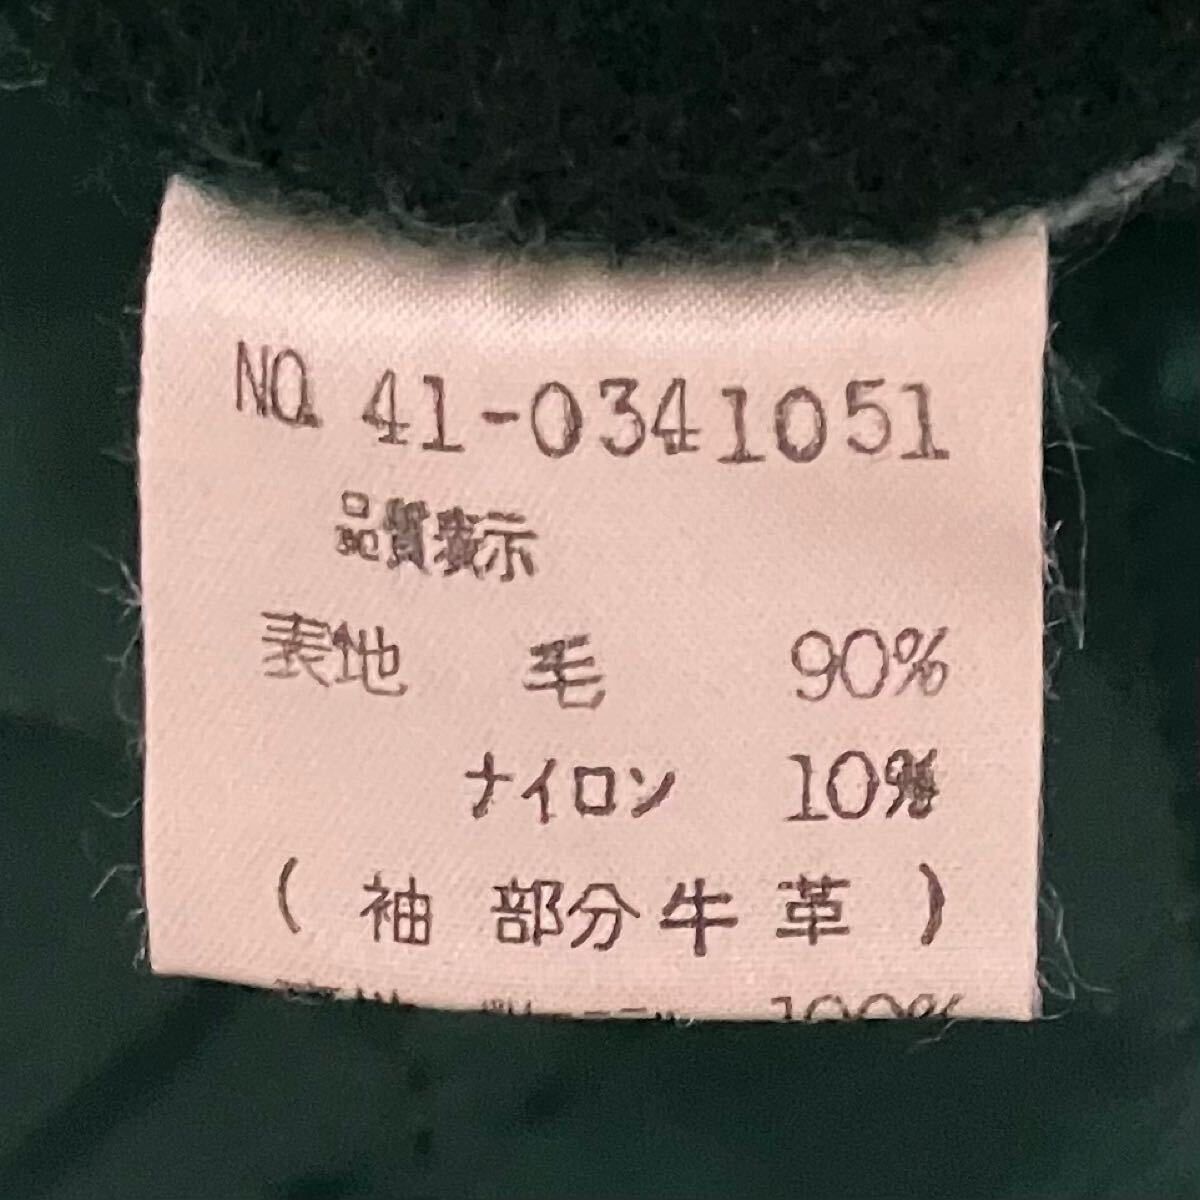 NO. 41-0341051
品質表示
表地 毛 90%
ナイロン 10%
( 袖 部分牛革 )
100%